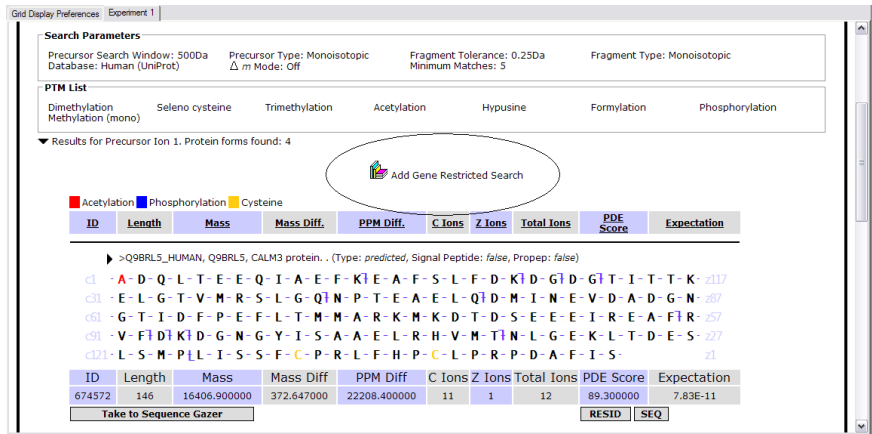 Grid Display Preferences Experiment 1
Search Parameters
Precursor Search Window: 500Da Precursor Type: Monoisotopic Fragment Tolerance: 0.25Da Fragment Type: Monoisotopic
Database: Human (UniProt) Δ m Mode: Off Minimum Matches: 5
PTM List
Dimethylation Seleno cysteine Trimethylation Acetylation Hypusine Formylation Phosphorylation
Methylation (mono)
Results for Precursor Ion 1. Protein forms found: 4
Add Gene Restricted Search
Acetylation Phosphorylation Cysteine
ID Length Mass Mass Diff. PPM Diff. C Ions Z Ions Total Ions PDE Score Expectation
>Q9BRL5_HUMAN, Q9BRL5, CALM3 protein. . (Type: predicted, Signal Peptide: false, Propep: false)
c1 -A-D-Q-L-T-E-E-Q-I-A-E-F-K-E-A-F-S-L-F-D-K-D-G-D-G-T-I-T-T-K- z117
c31 -E-L-G-T-V-M-R-S-L-G-Q-N-P-T-E-A-E-L-Q-D-M-I-N-E-V-D-A-D-G-N- z87
c61 -G-T-I-D-F-P-E-F-L-T-M-M-A-R-K-M-K-D-T-D-S-E-E-E-I-R-E-A-F-R- z57
c91 -V-F-D-K-D-G-N-G-Y-I-S-A-A-E-L-R-H-V-M-T-N-L-G-E-K-L-T-D-E-S- z27
c121 -L-S-M-P-L-I-S-S-F-C-P-R-L-F-H-P-C-L-P-R-P-D-A-F-I-S- z1
ID Length Mass Mass Diff PPM Diff C Ions Z Ions Total Ions PDE Score Expectation
674572 146 16406.900000 372.647000 22208.400000 11 1 12 89.300000 7.83E-11
Take to Sequence Gazer RESID SEQ